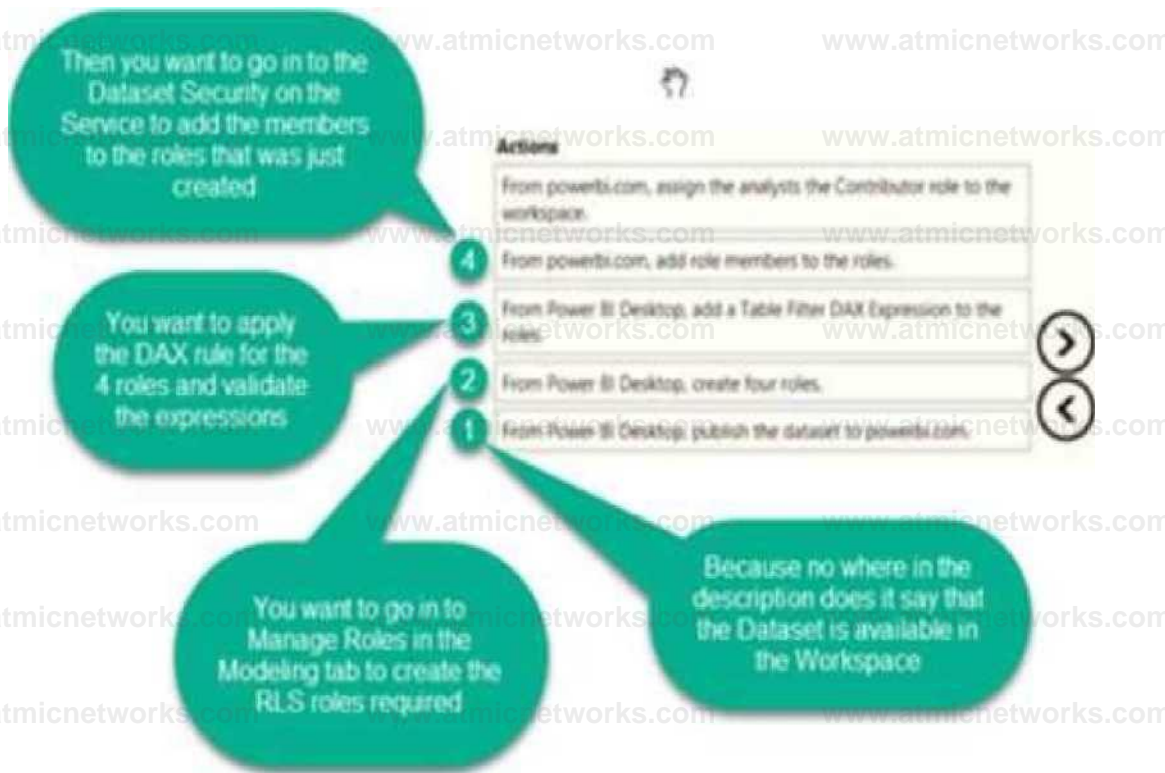 Then you want to go in to the
Dataset Security on the
Service to add the members
to the roles that was just
created
www.atmicnetworks.com
Actions
From powerbi.com, assign the analysts the Contributor role to the
workspace.
4
From powerbi.com, add role members to the roles.
You want to apply
the DAX rule for the
4 roles and validate
the expressions
3
From Power BI Desktop, add a Table Filter DAX Expression to the
roles.
2
From Power BI Desktop, create four roles.
1
From Power BI Desktop, publish the dataset to powerbi.com.
You want to go in to
Manage Roles in the
Modeling tab to create the
RLS roles required
Because no where in the
description does it say that
the Dataset is available in
the Workspace